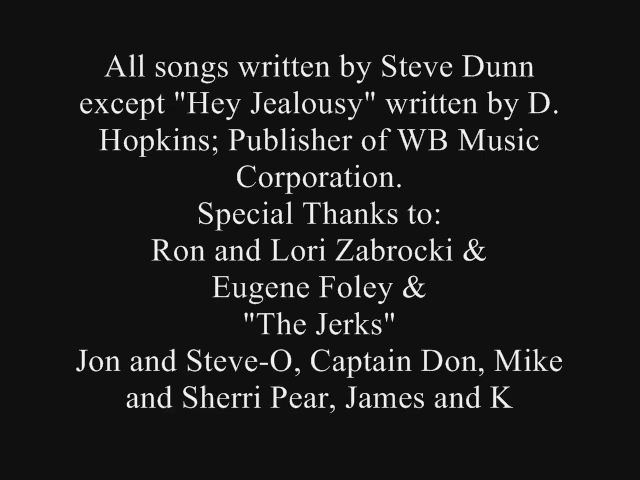 All songs written by Steve Dunn
except "Hey Jealousy" written by D.
Hopkins; Publisher of WB Music
Corporation.
Special Thanks to:
Ron and Lori Zabrocki &
Eugene Foley &
"The Jerks"
Jon and Steve-O, Captain Don, Mike
and Sherri Pear, James and K